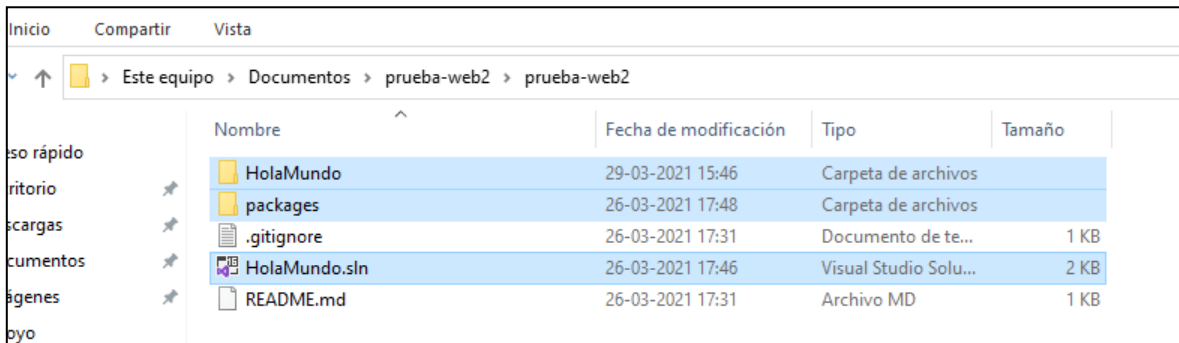 Inicio Compartir Vista
Este equipo > Documentos > prueba-web2 > prueba-web2
Nombre Fecha de modificación Tipo Tamaño
eso rápido
HolaMundo 29-03-2021 15:46 Carpeta de archivos
ritorio
packages 26-03-2021 17:48 Carpeta de archivos
scargas
.gitignore 26-03-2021 17:31 Documento de te... 1 KB
cumentos
HolaMundo.sln 26-03-2021 17:46 Visual Studio Solu... 2 KB
ágenes
README.md 26-03-2021 17:31 Archivo MD 1 KB
oyo